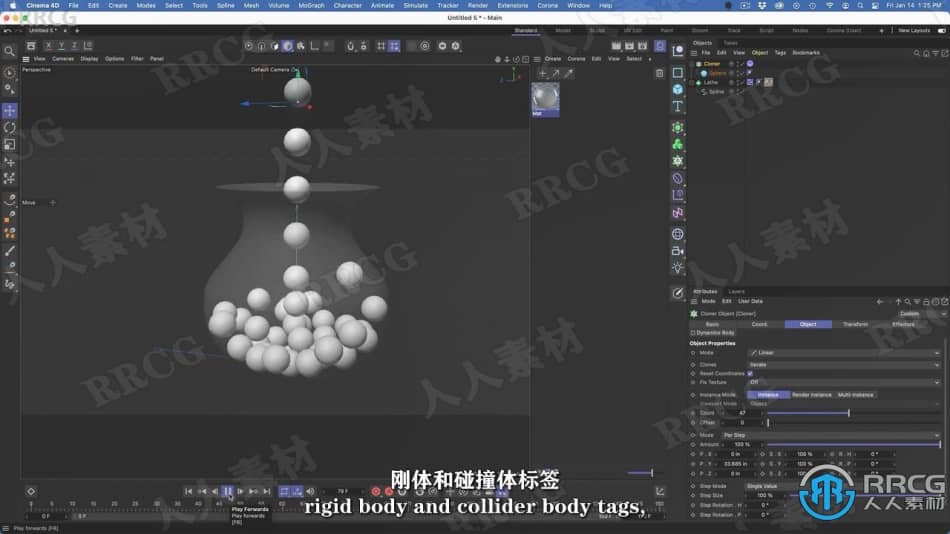 Cinema 4D File Edit Create Modes Select Tools Spline Mesh Volume MoGraph Character Animate Simulate Tracker Render Extensions Corona Window Help
Fri Jan 14 1:25 PM
Untitled 5 * - Main
Untitled 5 *
Standard Model Sculpt UV Edit Paint Groom Track Script Nodes
New Layouts
View Cameras Display Options Filter Panel
Perspective
Default Camera
Move
Create Corona Edit View Select
Mat
Objects Takes
File Edit View Object Tags Bookmarks
Cloner
Sphere
Lathe
Spline
Attributes Layers
Mode Edit User Data
Cloner Object [Cloner]
Custom
Basic Coord. Object Transform Effectors
Dynamics Body
Object Properties
Mode Linear
Clones Iterate
Reset Coordinates
Fix Texture Off
Instance Mode Instance Render Instance Multi-Instance
Viewport Mode Object
Count 47
Offset 0
Mode Per Step
Amount 100 %
P . X 0 in S . X 100 % R . H 0 °
P . Y 33.665 in S . Y 100 % R . P 0 °
P . Z 0 in S . Z 100 %
Step Mode Single Value
Step Size 100 %
Step Rotation . H 0 °
Step Rotation . P 0 °
78 F
0 F
Play Forwards
Play forwards
[F8]
Play forwards [F8]
刚体和碰撞体标签
rigid body and collider body tags,
RRCG
人人素材